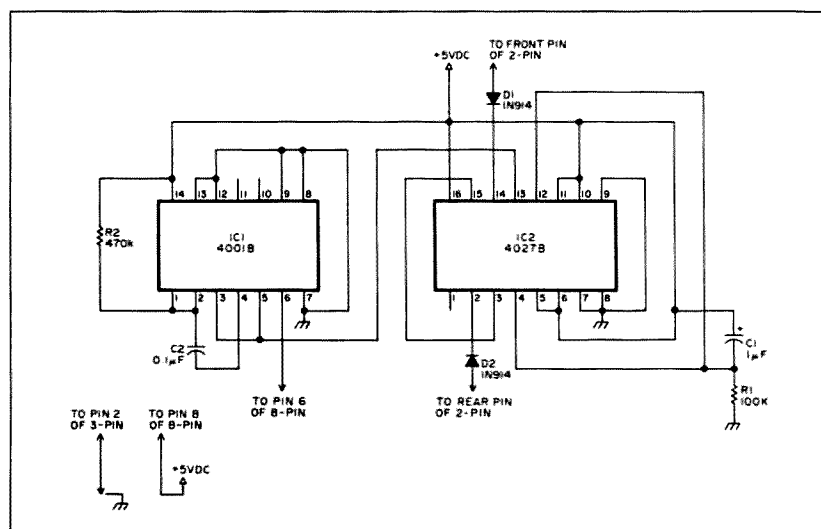 TO FRONT PIN
OF 2-PIN
+5VDC
D1
1N914
14 13 12 11 10 9 8
16 15 14 13 12 11 10 9
R2
470k
IC1
4001B
IC2
4027B
1 2 3 4 5 6 7
1 2 3 4 5 6 7 8
C2
0.1µF
D2
1N914
+
C1
1µF
TO PIN 6
OF 8-PIN
TO REAR PIN
OF 2-PIN
R1
100K
TO PIN 2
OF 3-PIN
TO PIN 8
OF 8-PIN
+5VDC